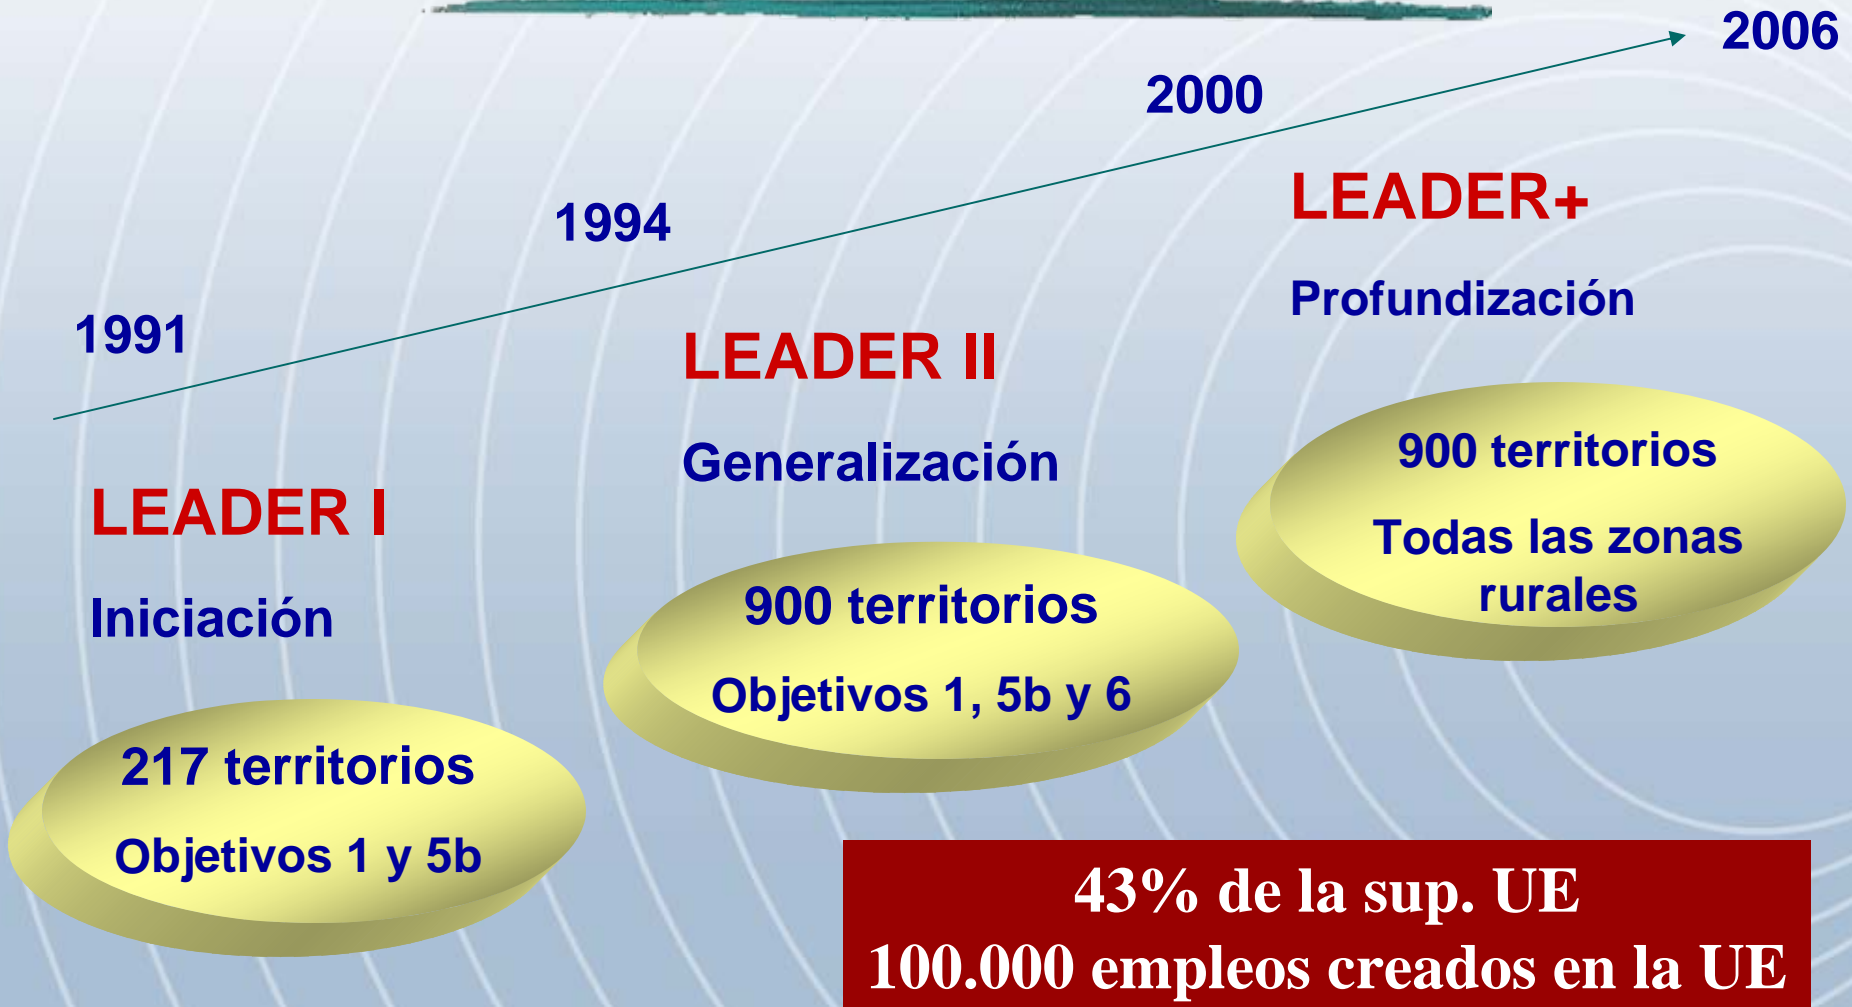 2006
2000
1994
1991
LEADER I
Iniciación
217 territorios
Objetivos 1 y 5b
LEADER II
Generalización
900 territorios
Objetivos 1, 5b y 6
LEADER+
Profundización
900 territorios
Todas las zonas
rurales
43% de la sup. UE
100.000 empleos creados en la UE